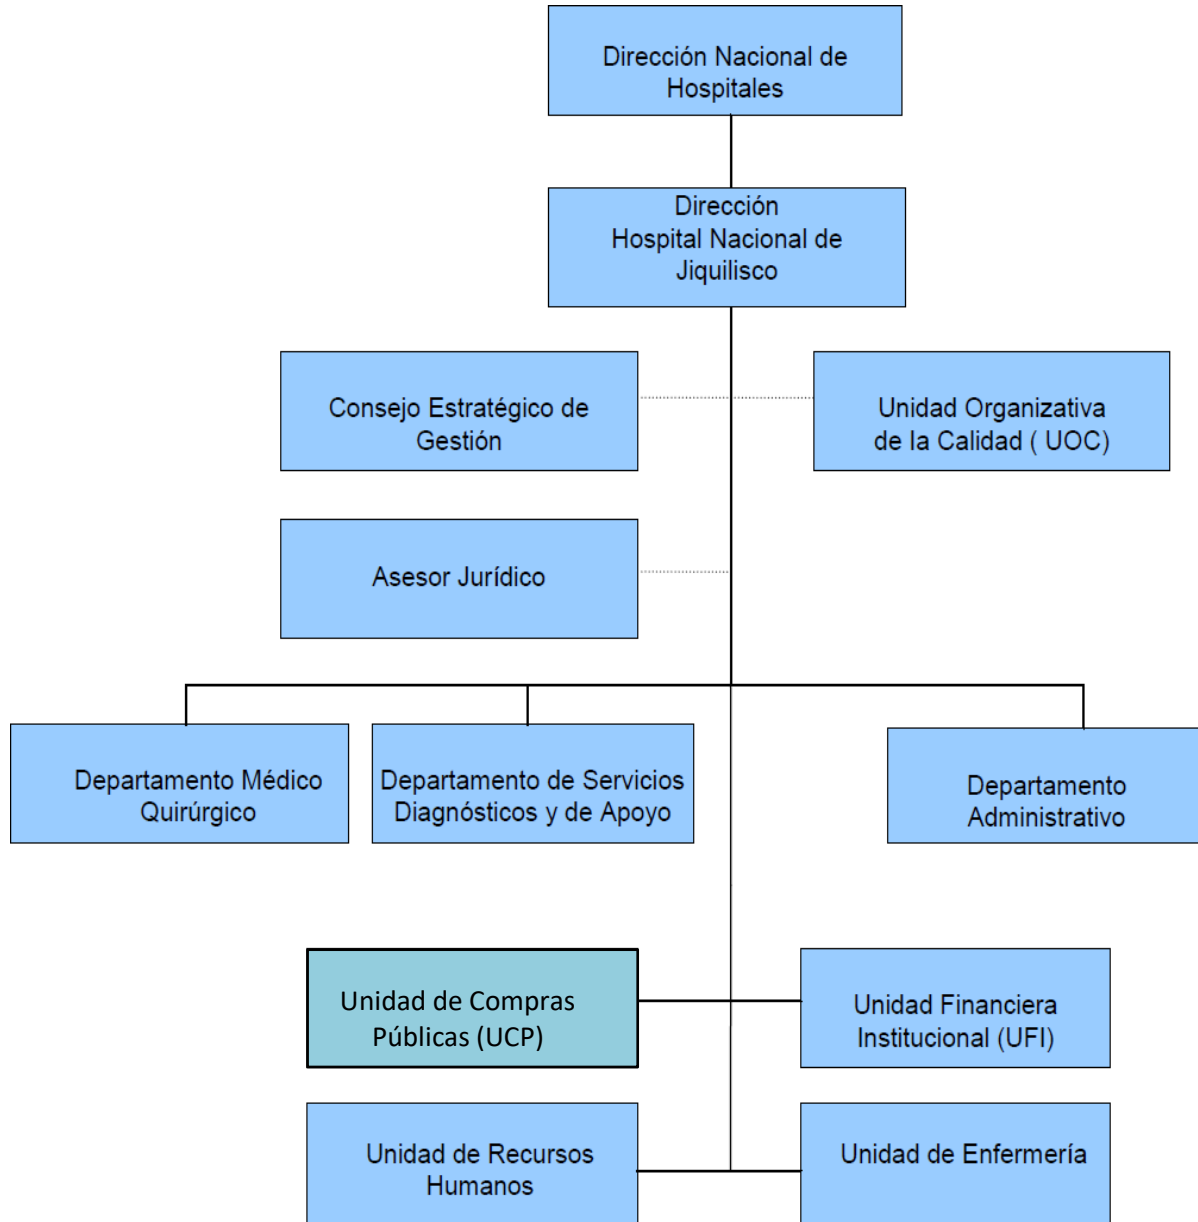 Dirección Nacional de
Hospitales
Dirección
Hospital Nacional de
Jiquilisco
Consejo Estratégico de
Gestión
Unidad Organizativa
de la Calidad ( UOC)
Asesor Jurídico
Departamento Médico
Quirúrgico
Departamento de Servicios
Diagnósticos y de Apoyo
Departamento
Administrativo
Unidad de Compras
Públicas (UCP)
Unidad Financiera
Institucional (UFI)
Unidad de Recursos
Humanos
Unidad de Enfermería